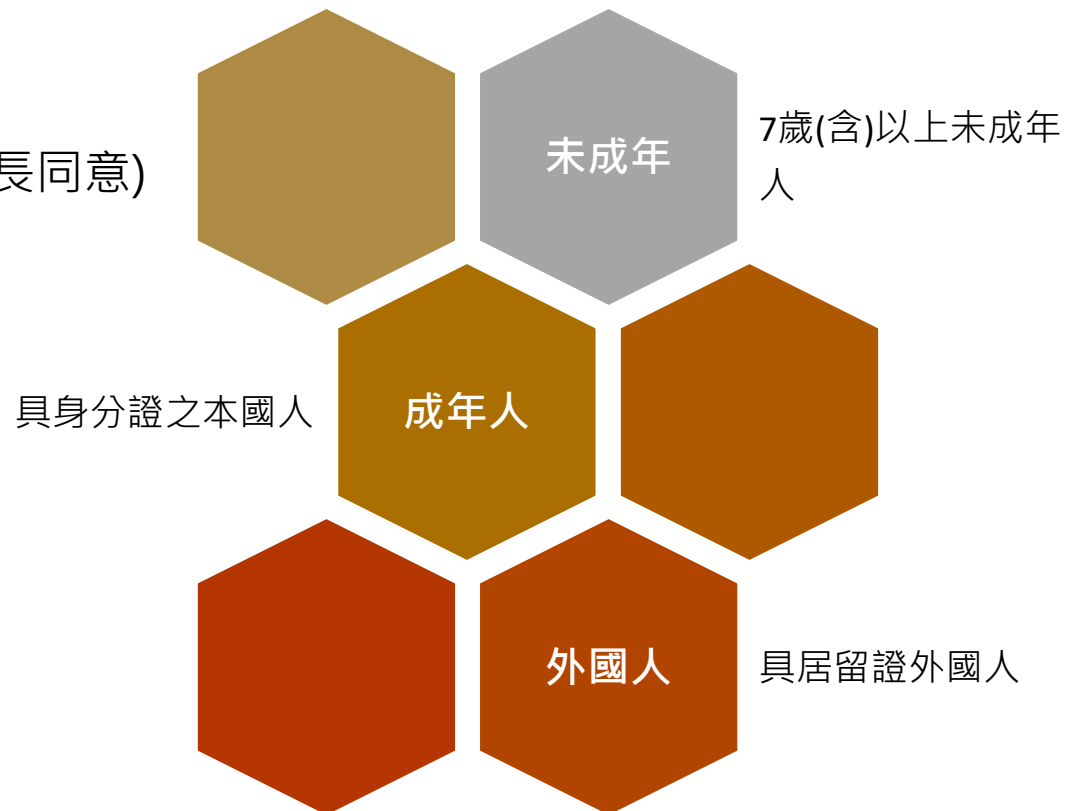 長同意)
未成年
7歲(含)以上未成年
人
具身分證之本國人
成年人
外國人
具居留證外國人